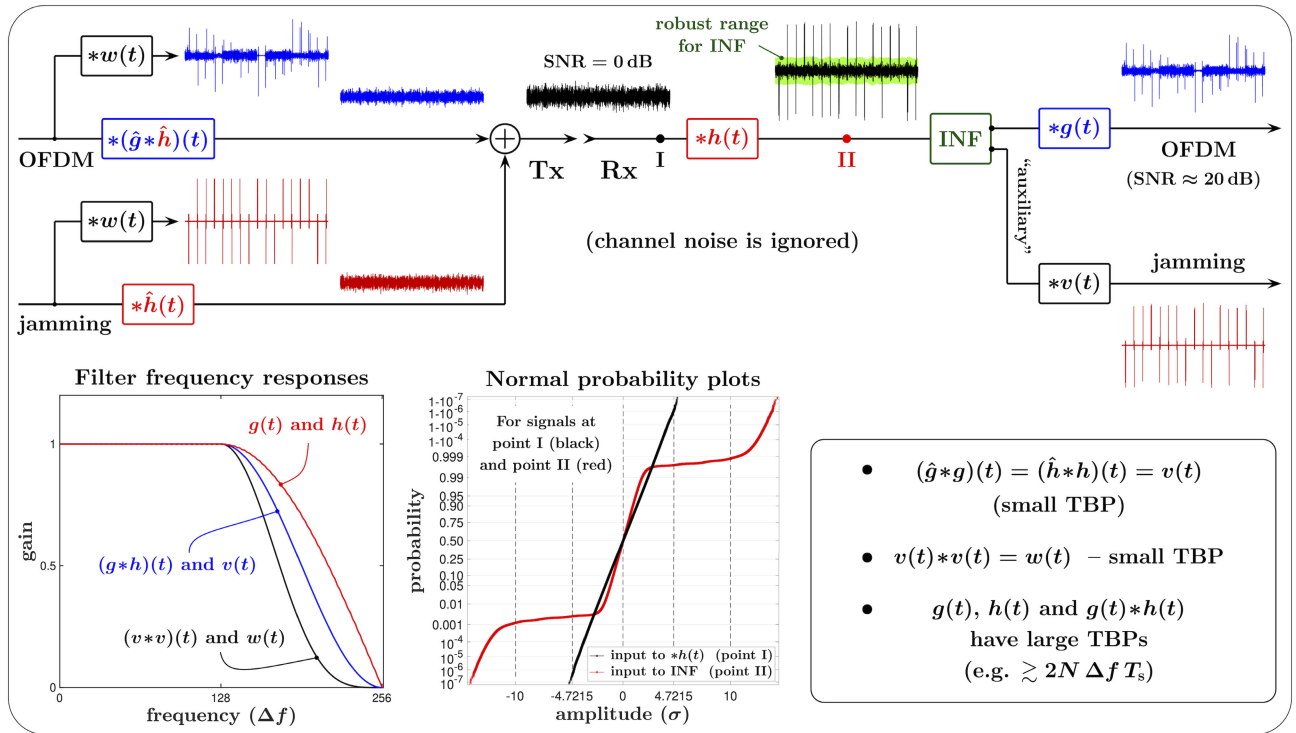 ∗w(t)
robust range
for INF
SNR = 0 dB
∗(ĝ∗ĥ)(t)
∗h(t)
INF
∗g(t)
OFDM
Tx
Rx
I
II
OFDM
(SNR ≈ 20 dB)
∗w(t)
"auxiliary"
(channel noise is ignored)
∗ĥ(t)
jamming
∗v(t)
jamming
Filter frequency responses
g(t) and h(t)
(g∗h)(t) and v(t)
(v∗v)(t) and w(t)
gain
1
0.5
0
0
128
256
frequency (Δf)
Normal probability plots
For signals at
point I (black)
and point II (red)
probability
1-10⁻⁷
1-10⁻⁶
1-10⁻⁵
1-10⁻⁴
0.999
0.99
0.95
0.90
0.75
0.50
0.25
0.10
0.05
0.01
0.001
10⁻⁴
10⁻⁵
10⁻⁶
10⁻⁷
input to ∗h(t) (point I)
input to INF (point II)
-10
-4.7215
0
4.7215
10
amplitude (σ)
• (ĝ∗g)(t) = (ĥ∗h)(t) = v(t)
(small TBP)
• v(t)∗v(t) = w(t) – small TBP
• g(t), h(t) and g(t)∗h(t)
have large TBPs
(e.g. ≳ 2N Δf Tₛ)